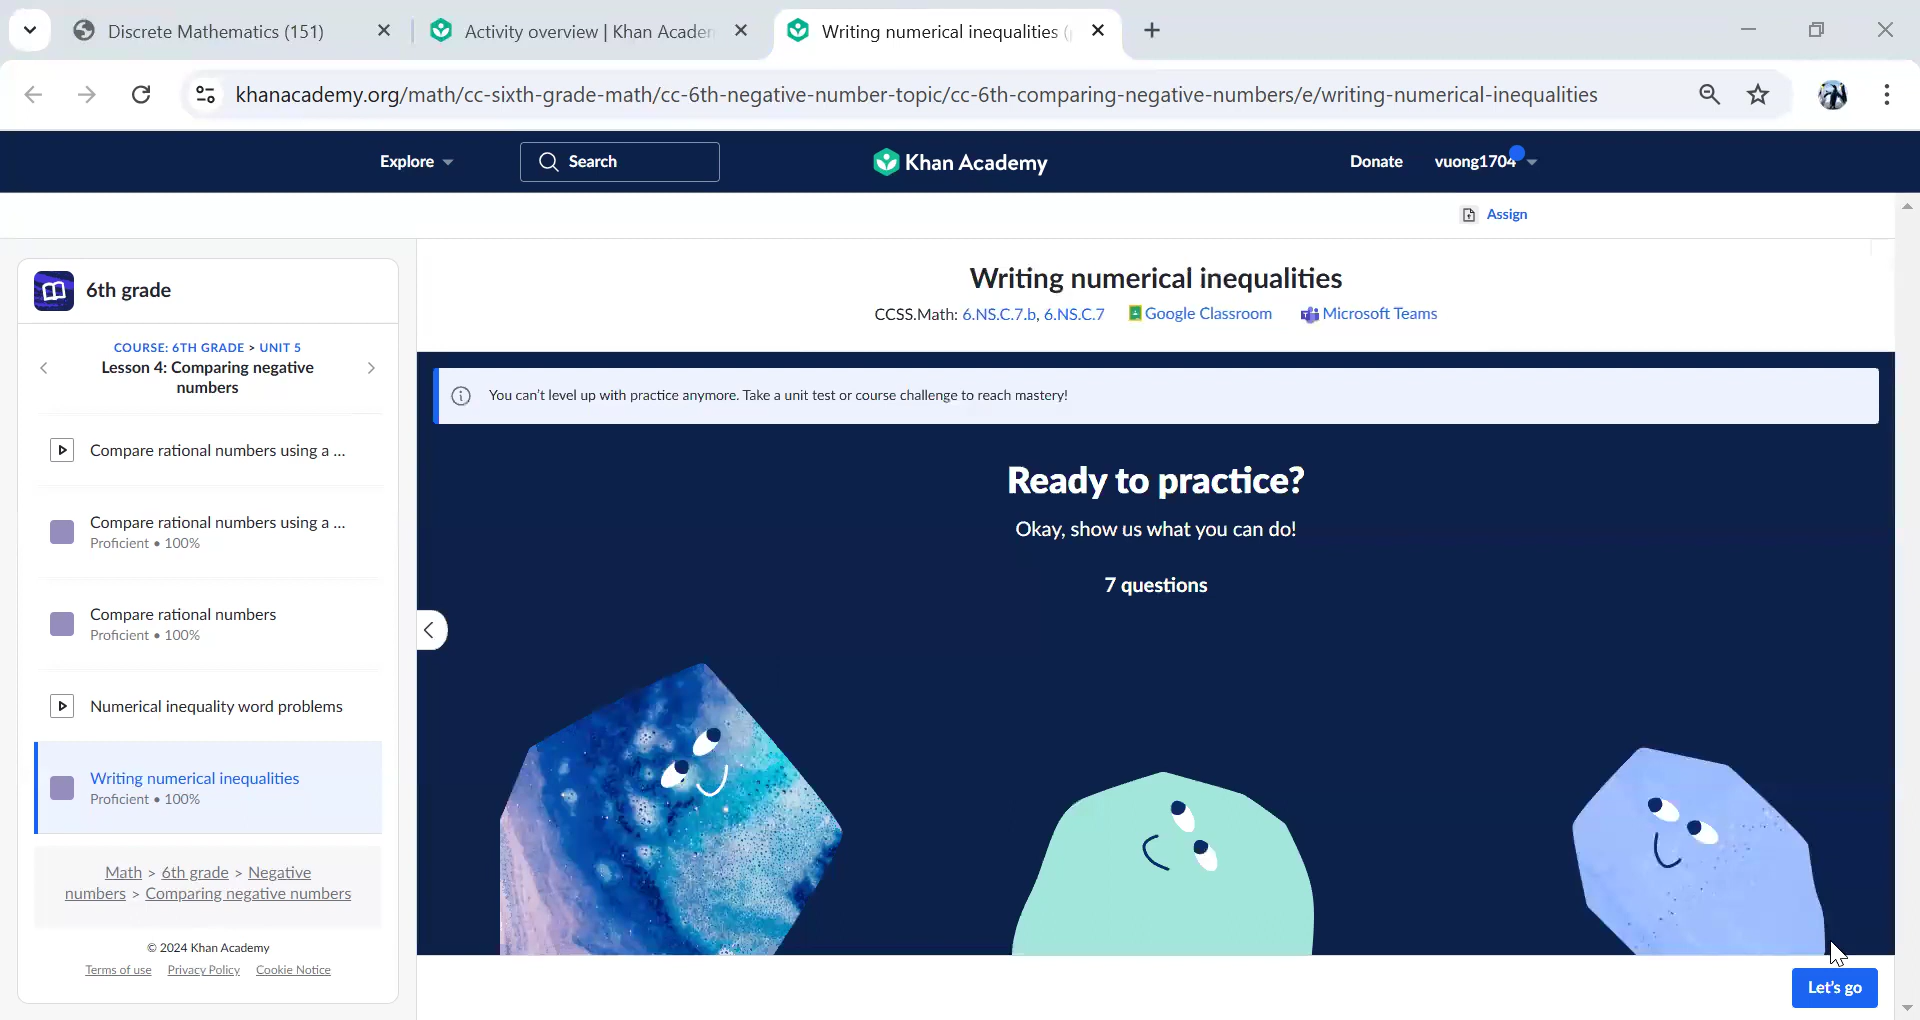 Discrete Mathematics (151)
Activity overview | Khan Academ
Writing numerical inequalities (
khanacademy.org/math/cc-sixth-grade-math/cc-6th-negative-number-topic/cc-6th-comparing-negative-numbers/e/writing-numerical-inequalities
Explore
Search
Khan Academy
Donate
vuong1704
Assign
6th grade
COURSE: 6TH GRADE > UNIT 5
Lesson 4: Comparing negative
numbers
Compare rational numbers using a ...
Compare rational numbers using a ...
Proficient • 100%
Compare rational numbers
Proficient • 100%
Numerical inequality word problems
Writing numerical inequalities
Proficient • 100%
Math > 6th grade > Negative
numbers > Comparing negative numbers
© 2024 Khan Academy
Terms of use Privacy Policy Cookie Notice
Writing numerical inequalities
CCSS.Math: 6.NS.C.7.b, 6.NS.C.7 Google Classroom Microsoft Teams
You can't level up with practice anymore. Take a unit test or course challenge to reach mastery!
Ready to practice?
Okay, show us what you can do!
7 questions
Let's go